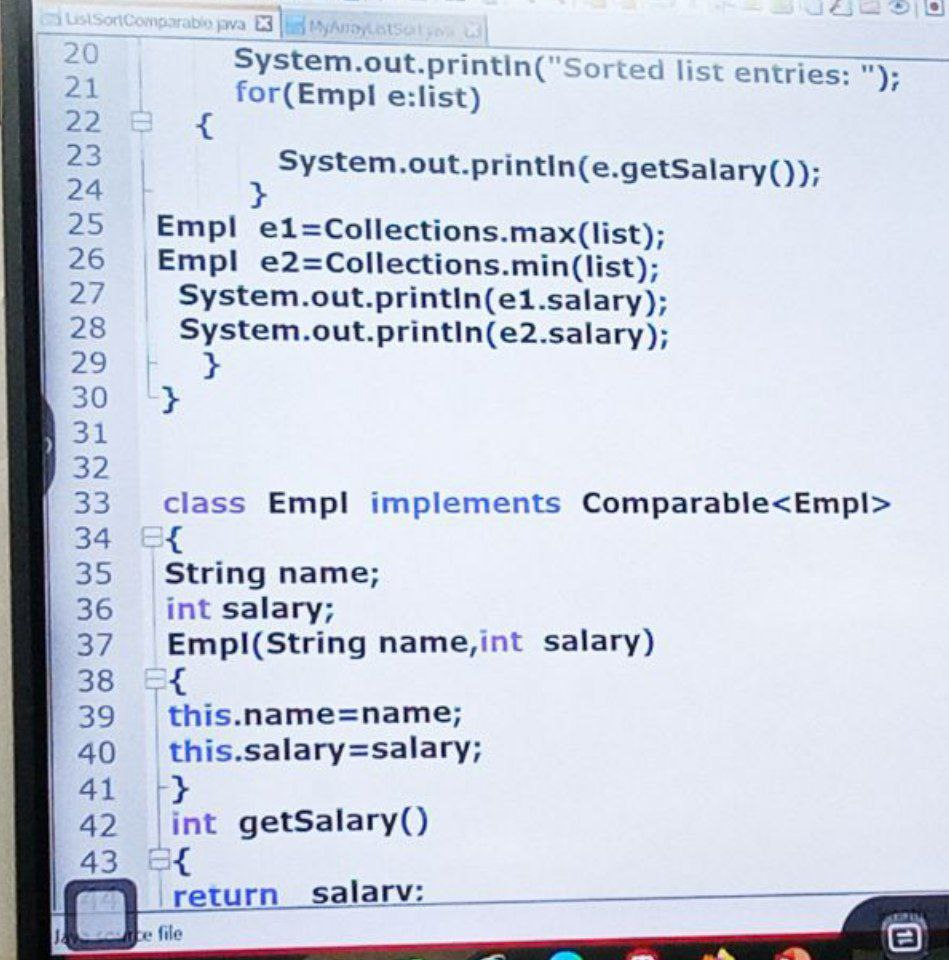 ListSortComparable.java MyArrayListSort.java
20 System.out.println("Sorted list entries: ");
21 for(Empl e:list)
22 {
23 System.out.println(e.getSalary());
24 }
25 Empl e1=Collections.max(list);
26 Empl e2=Collections.min(list);
27 System.out.println(e1.salary);
28 System.out.println(e2.salary);
29 }
30 }
31
32
33 class Empl implements Comparable<Empl>
34 {
35 String name;
36 int salary;
37 Empl(String name,int salary)
38 {
39 this.name=name;
40 this.salary=salary;
41 }
42 int getSalary()
43 {
44 return salary;
file